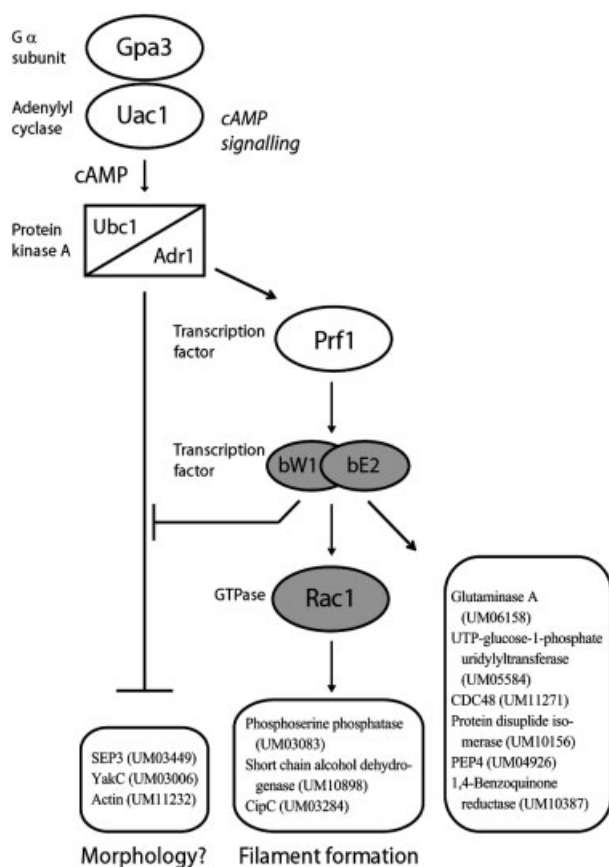 G α
subunit
Gpa3
Adenylyl
cyclase
Uac1
cAMP
signalling
cAMP
Protein
kinase A
Ubc1
Adr1
Transcription
factor
Prf1
Transcription
factor
bW1
bE2
GTPase
Rac1
Glutaminase A
(UM06158)
UTP-glucose-1-phosphate
uridylyltransferase
(UM05584)
CDC48 (UM11271)
Protein disuplide iso-
merase (UM10156)
PEP4 (UM04926)
1,4-Benzoquinone
reductase (UM10387)
SEP3 (UM03449)
YakC (UM03006)
Actin (UM11232)
Phosphoserine phosphatase
(UM03083)
Short chain alcohol dehydro-
genase (UM10898)
CipC (UM03284)
Morphology?
Filament formation